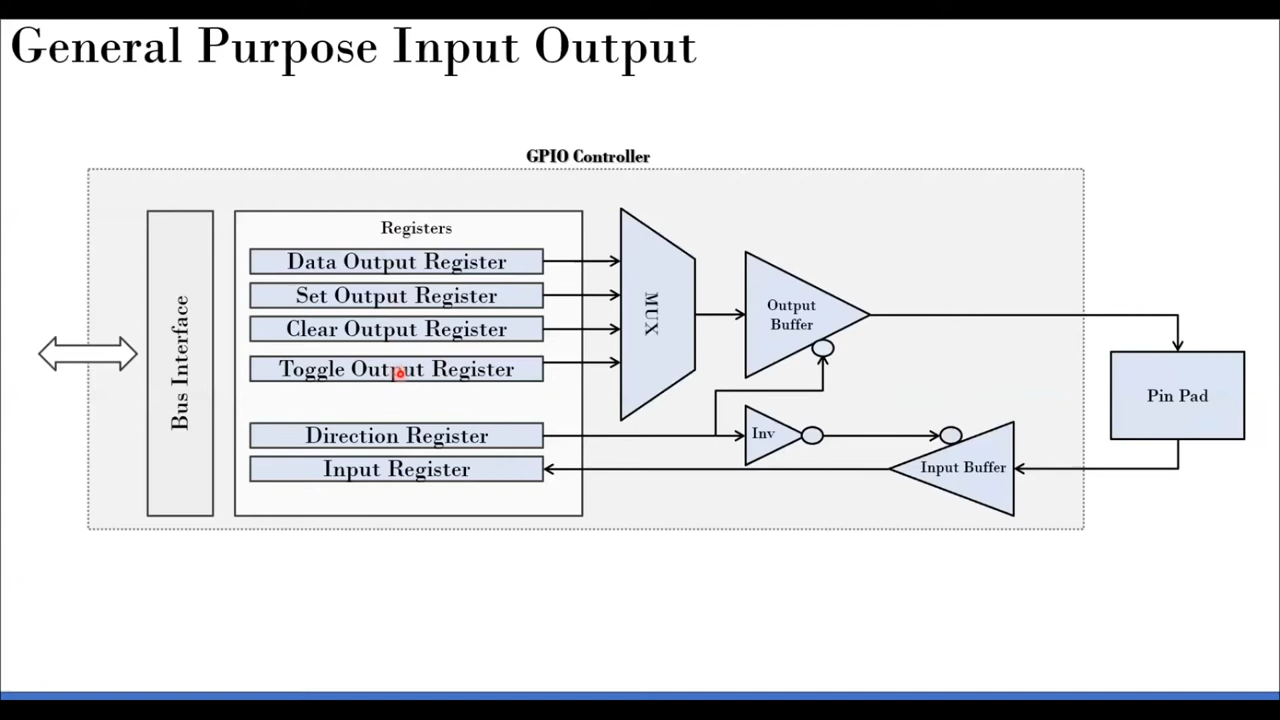 General Purpose Input Output
GPIO Controller
Bus Interface
Registers
Data Output Register
Set Output Register
Clear Output Register
Toggle Output Register
Direction Register
Input Register
MUX
Output
Buffer
Inv
Input Buffer
Pin Pad